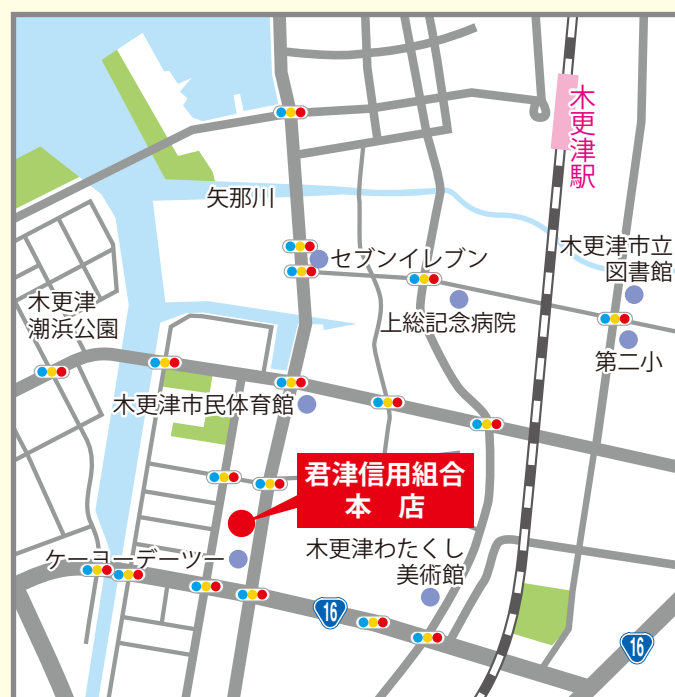 木更津駅
矢那川
木更津市立
図書館
セブンイレブン
木更津
潮浜公園
上総記念病院
第二小
木更津市民体育館
君津信用組合
本 店
ケーヨーデーツー
木更津わたくし
美術館
16
16